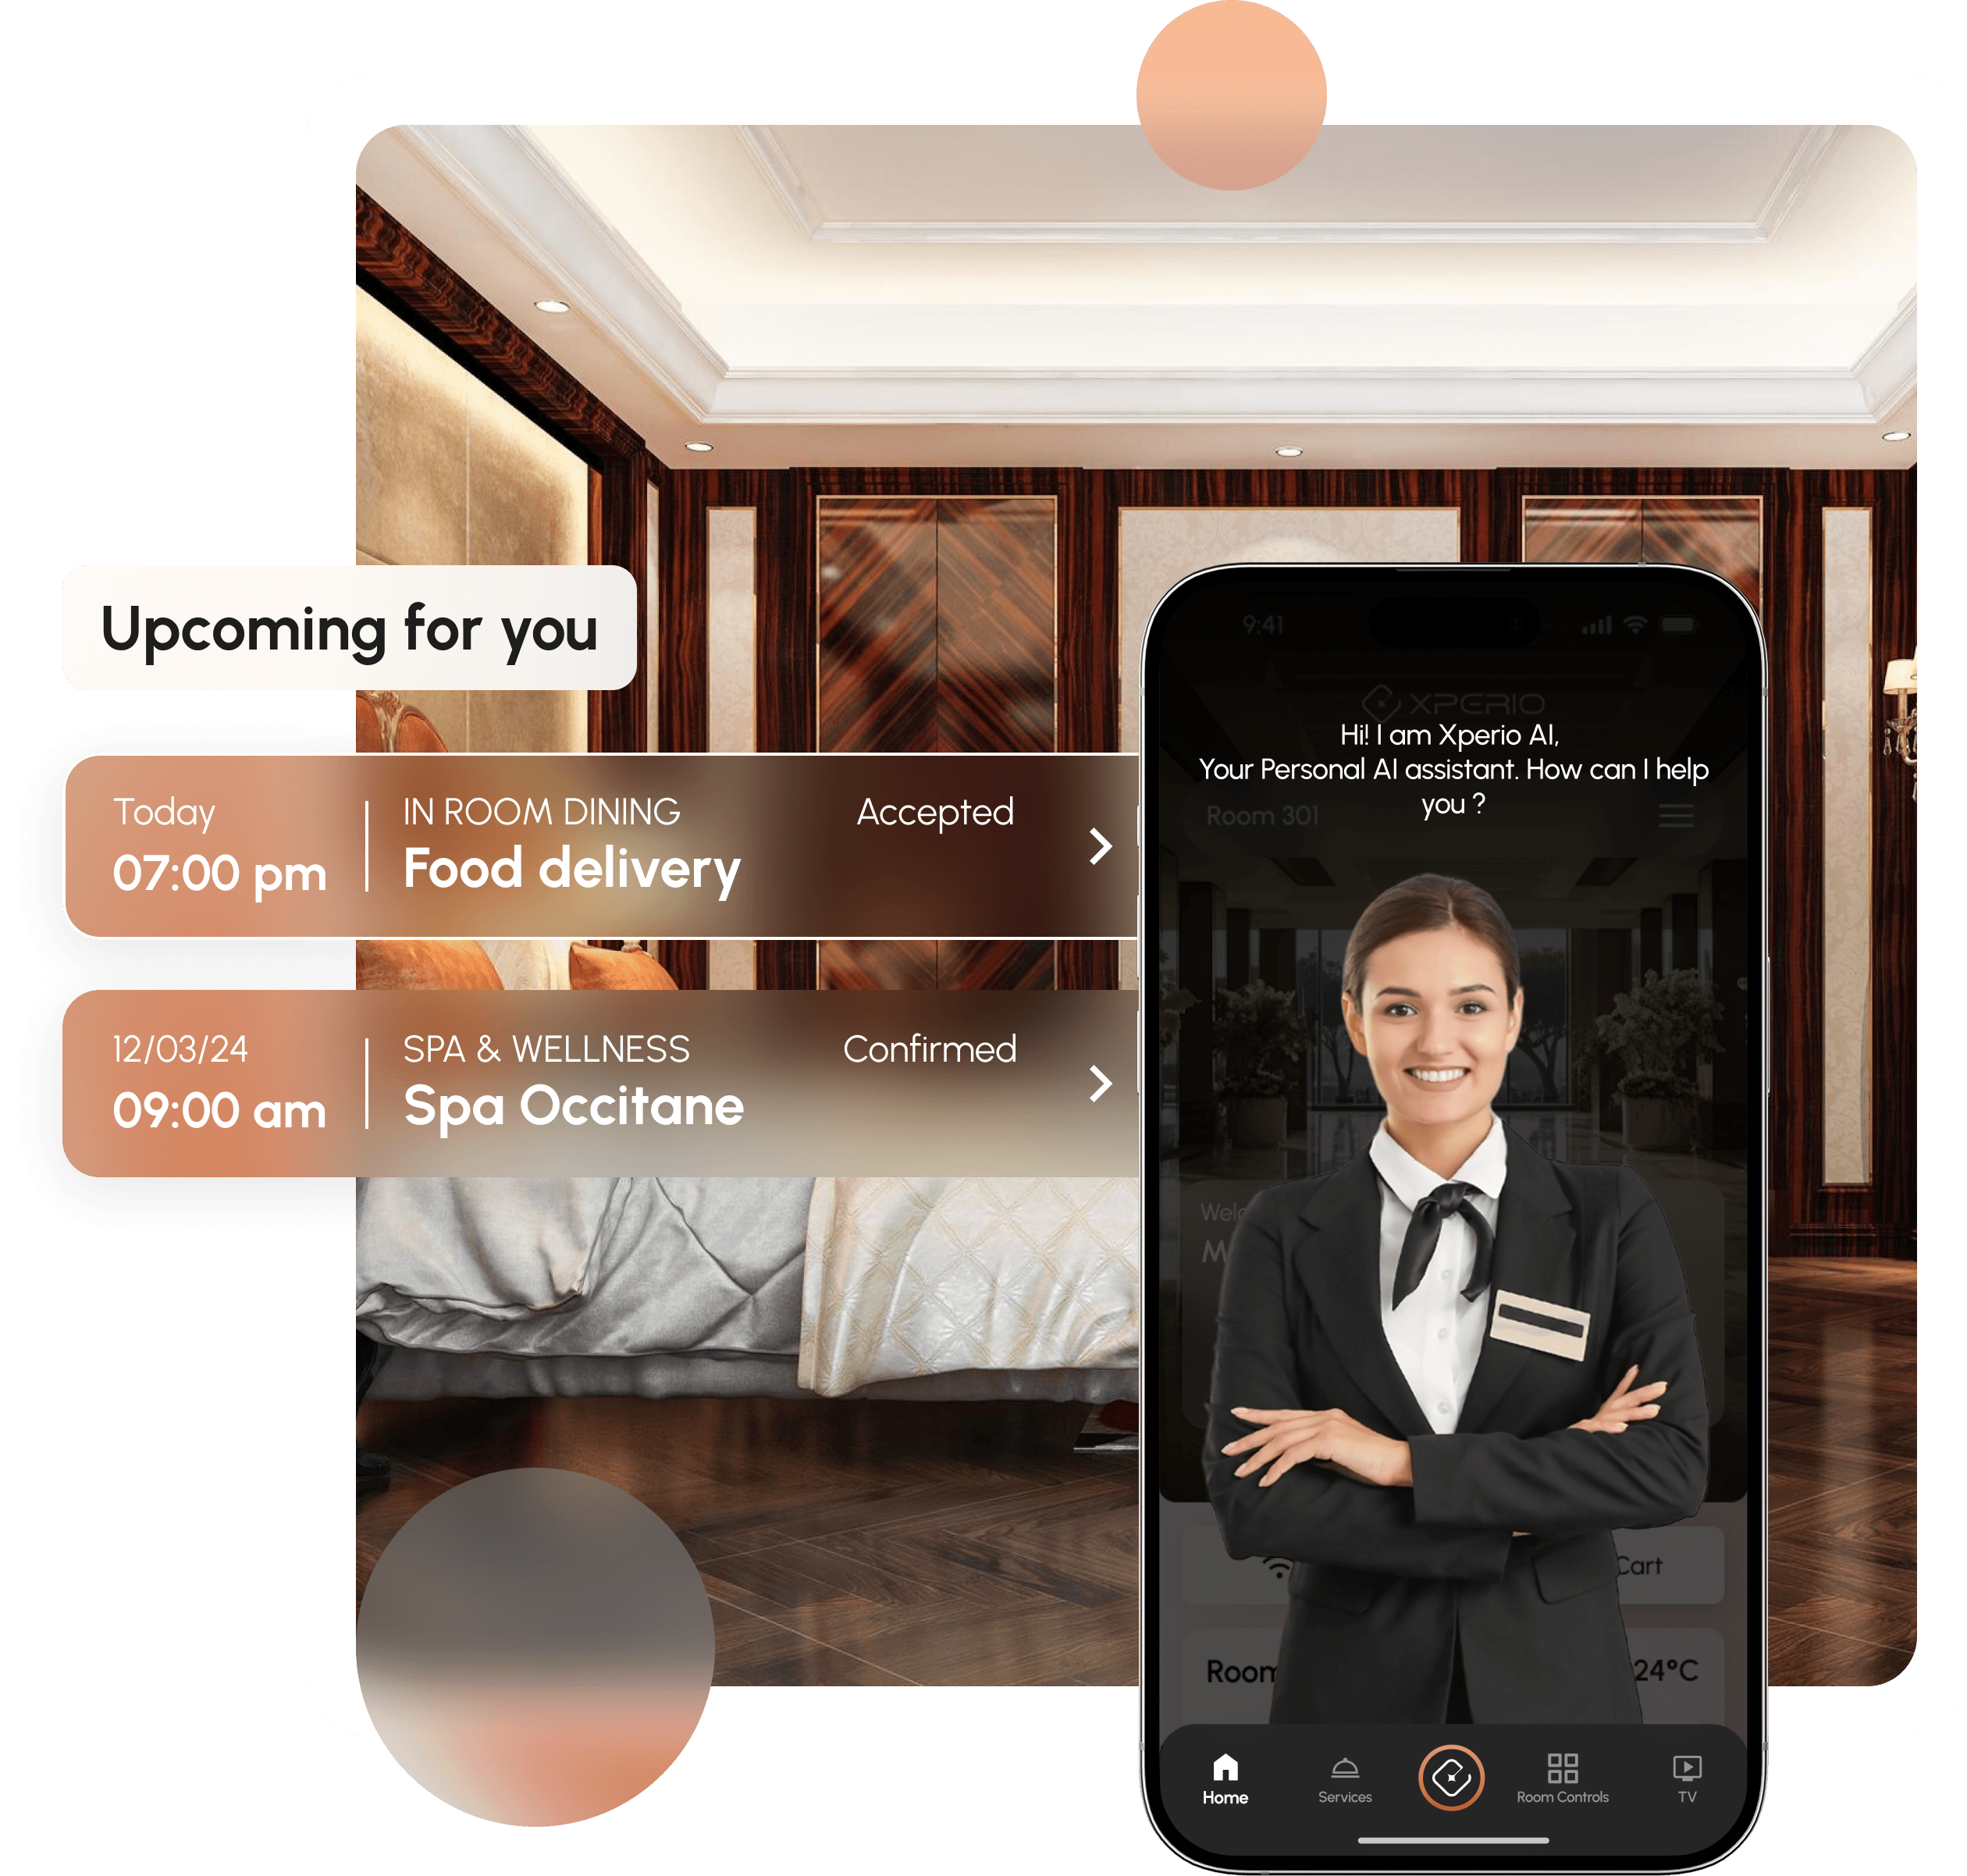 Upcoming for you
Today
07:00 pm
IN ROOM DINING
Food delivery
Accepted
12/03/24
09:00 am
SPA & WELLNESS
Spa Occitane
Confirmed
9:41
XPERIO
Hi! I am Xperio AI,
Your Personal AI assistant. How can I help
you ?
Room 301
Cart
Room
24°C
Home
Services
Room Controls
TV